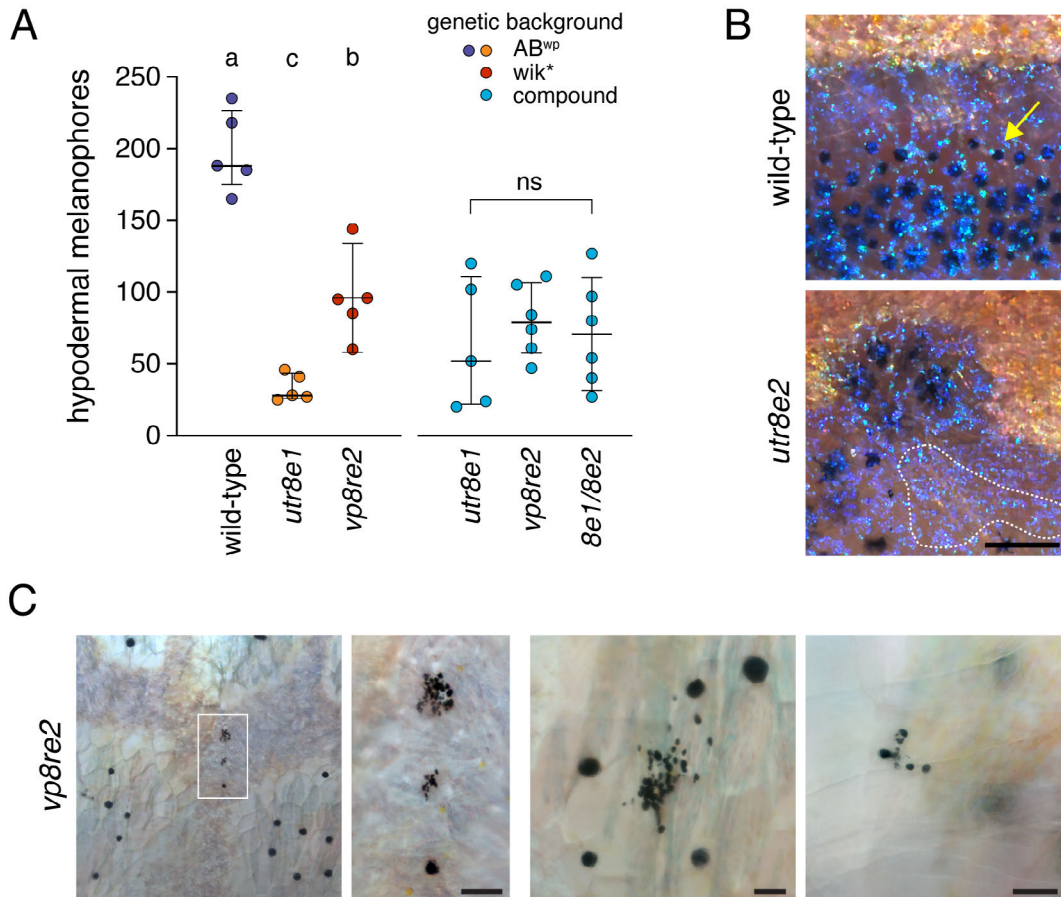 A
genetic background
AB^wp
wik*
compound
a
c
b
250
200
150
100
50
0
hypodermal melanophores
ns
wild-type
utr8e1
vp8re2
utr8e1
vp8re2
8e1/8e2
B
wild-type
utr8e2
C
vp8re2